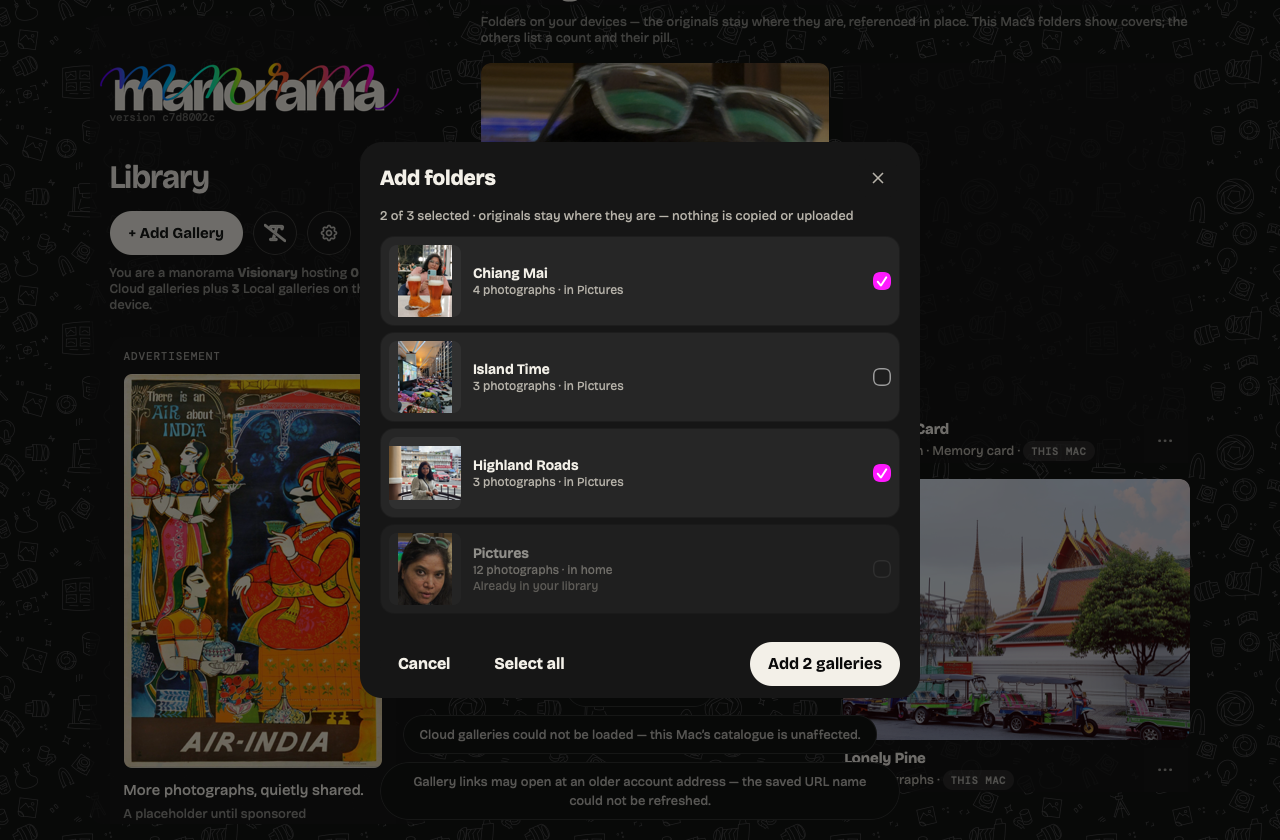 Folders on your devices — the originals stay where they are, referenced in place. This Mac's folders show covers; the
others list a count and their pill.
manorama
version c7d8002c
Library
+ Add Gallery
You are a manorama Visionary hosting 0
Cloud galleries plus 3 Local galleries on th
device.
ADVERTISEMENT
There is an
AIR about
INDIA
AIR-INDIA
More photographs, quietly shared.
A placeholder until sponsored
Add folders
2 of 3 selected · originals stay where they are — nothing is copied or uploaded
Chiang Mai
4 photographs · in Pictures
Island Time
3 photographs · in Pictures
Highland Roads
3 photographs · in Pictures
Pictures
12 photographs · in home
Already in your library
Cancel
Select all
Add 2 galleries
Card
· Memory card · THIS MAC
Cloud galleries could not be loaded — this Mac's catalogue is unaffected.
Gallery links may open at an older account address — the saved URL name
could not be refreshed.
Lonely Pine
THIS MAC